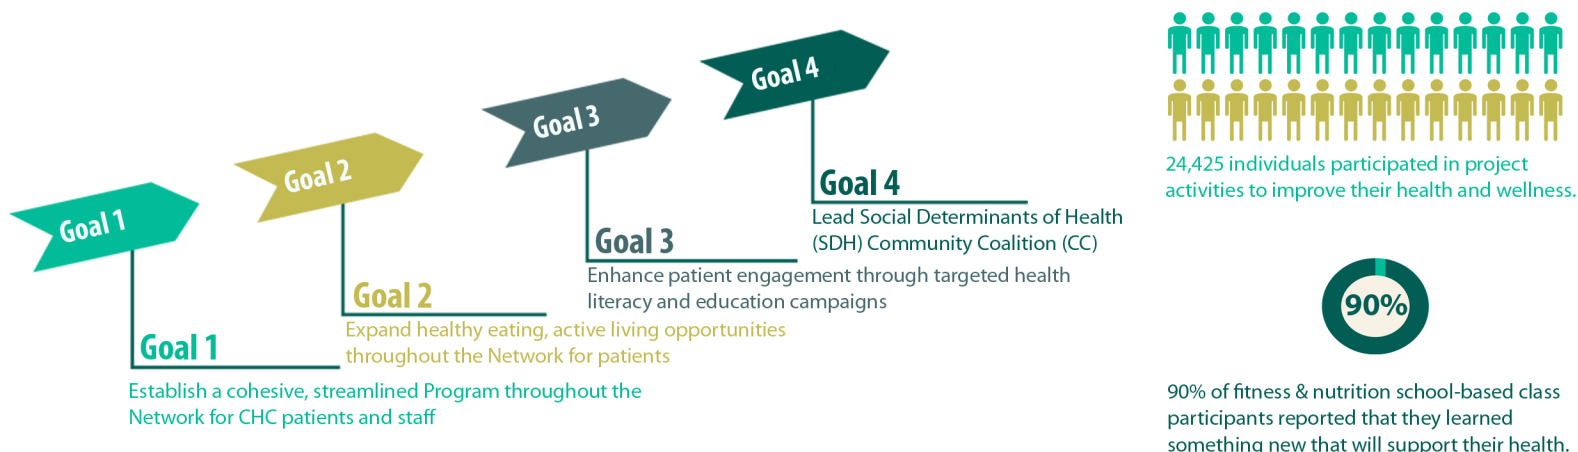 Goal 1
Goal 1
Establish a cohesive, streamlined Program throughout the
Network for CHC patients and staff
Goal 2
Goal 2
Expand healthy eating, active living opportunities
throughout the Network for patients
Goal 3
Goal 3
Enhance patient engagement through targeted health
literacy and education campaigns
Goal 4
Goal 4
Lead Social Determinants of Health
(SDH) Community Coalition (CC)
24,425 individuals participated in project
activities to improve their health and wellness.
90%
90% of fitness & nutrition school-based class
participants reported that they learned
something new that will support their health.